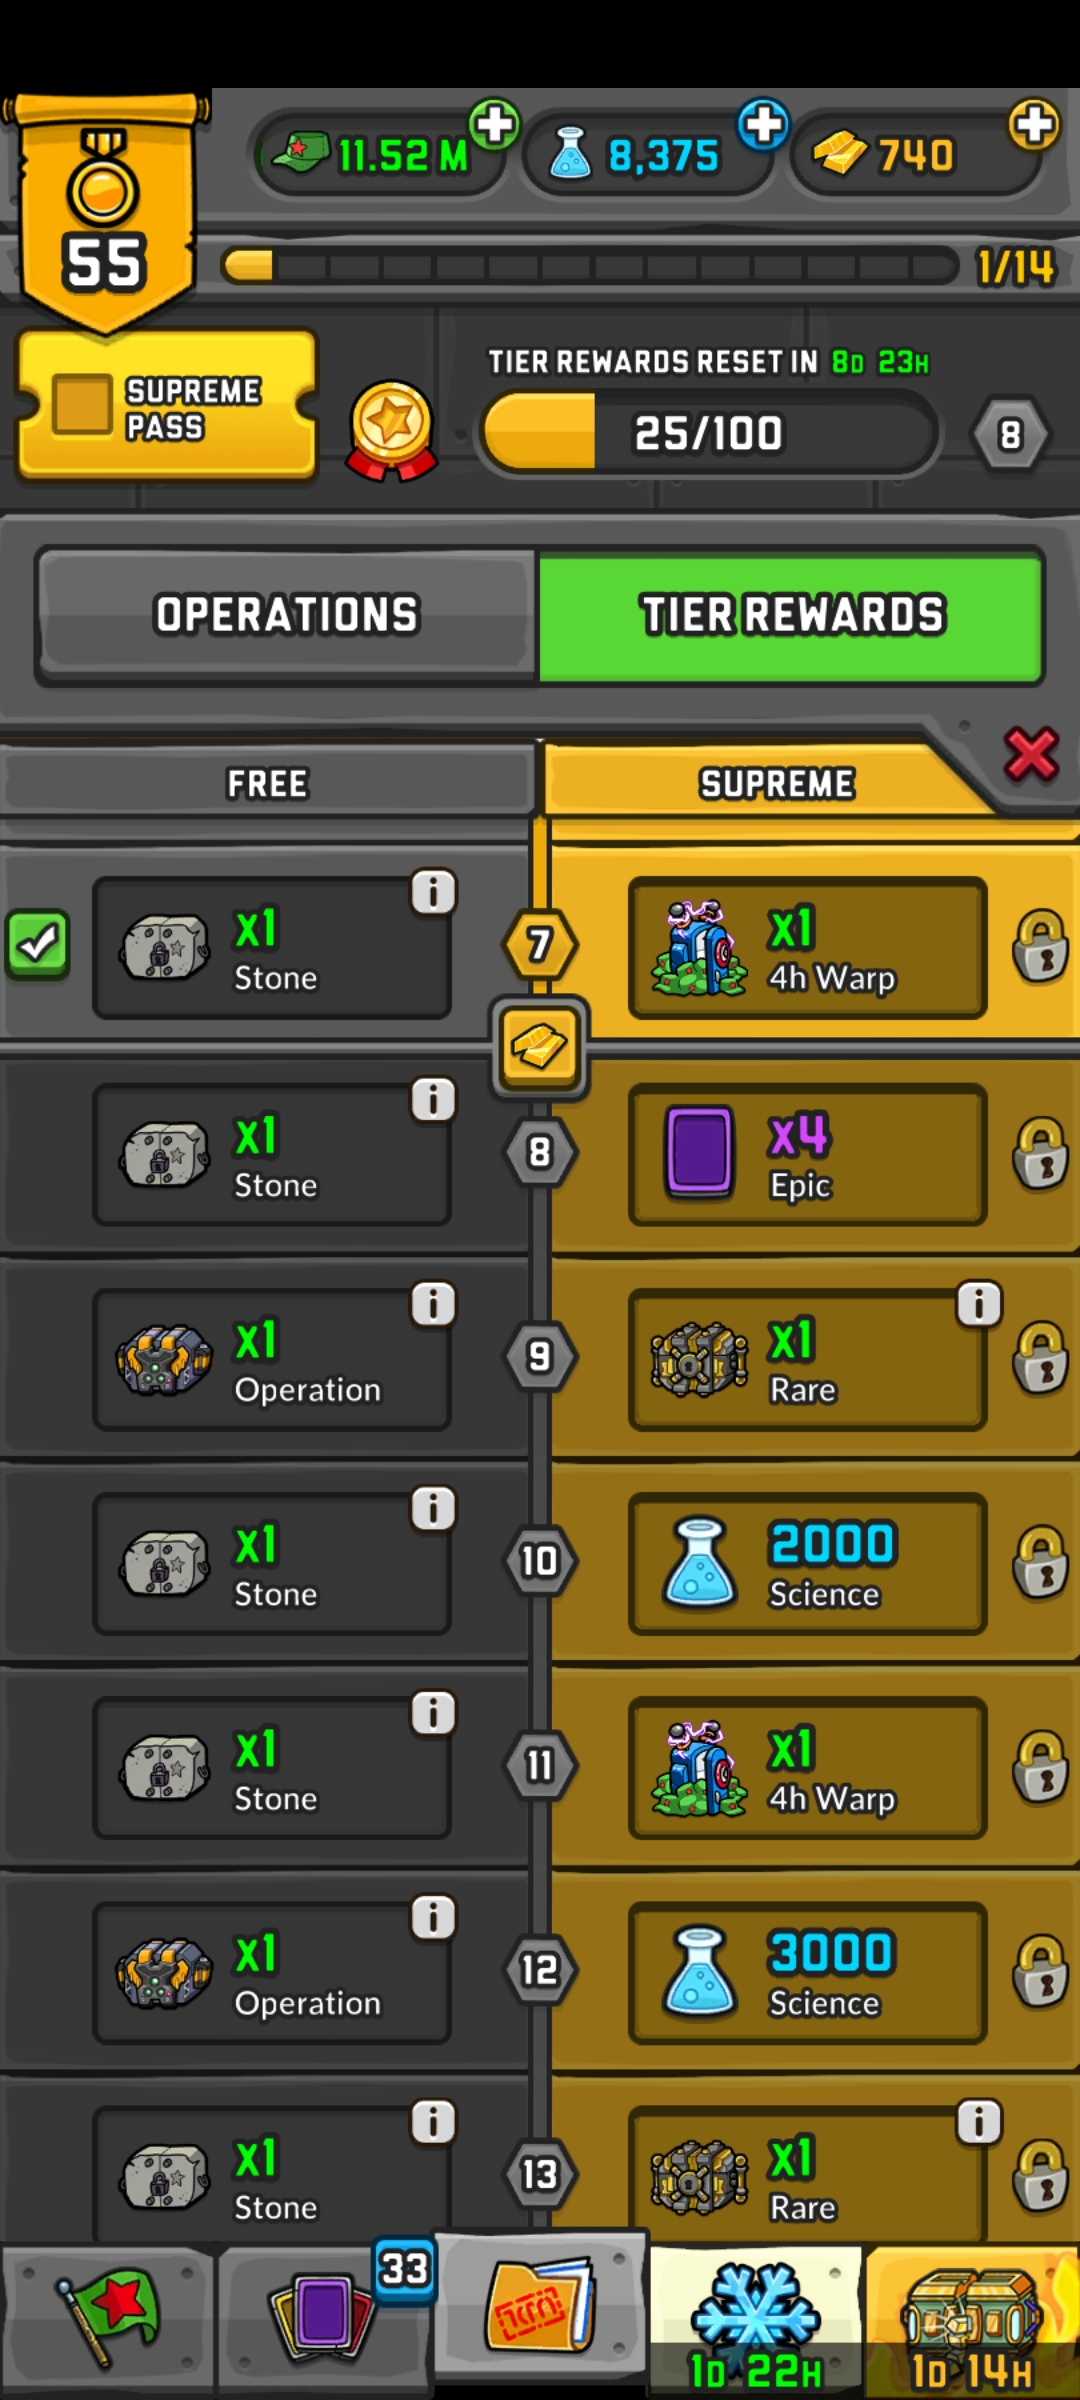 11.52 M
8,375
740
55
1/14
SUPREME
PASS
TIER REWARDS RESET IN 8D 23H
25/100
8
OPERATIONS
TIER REWARDS
FREE
SUPREME
x1
Stone
7
x1
4h Warp
x1
Stone
8
x4
Epic
x1
Operation
9
x1
Rare
x1
Stone
10
2000
Science
x1
Stone
11
x1
4h Warp
x1
Operation
12
3000
Science
x1
Stone
13
x1
Rare
33
1D 22H
1D 14H